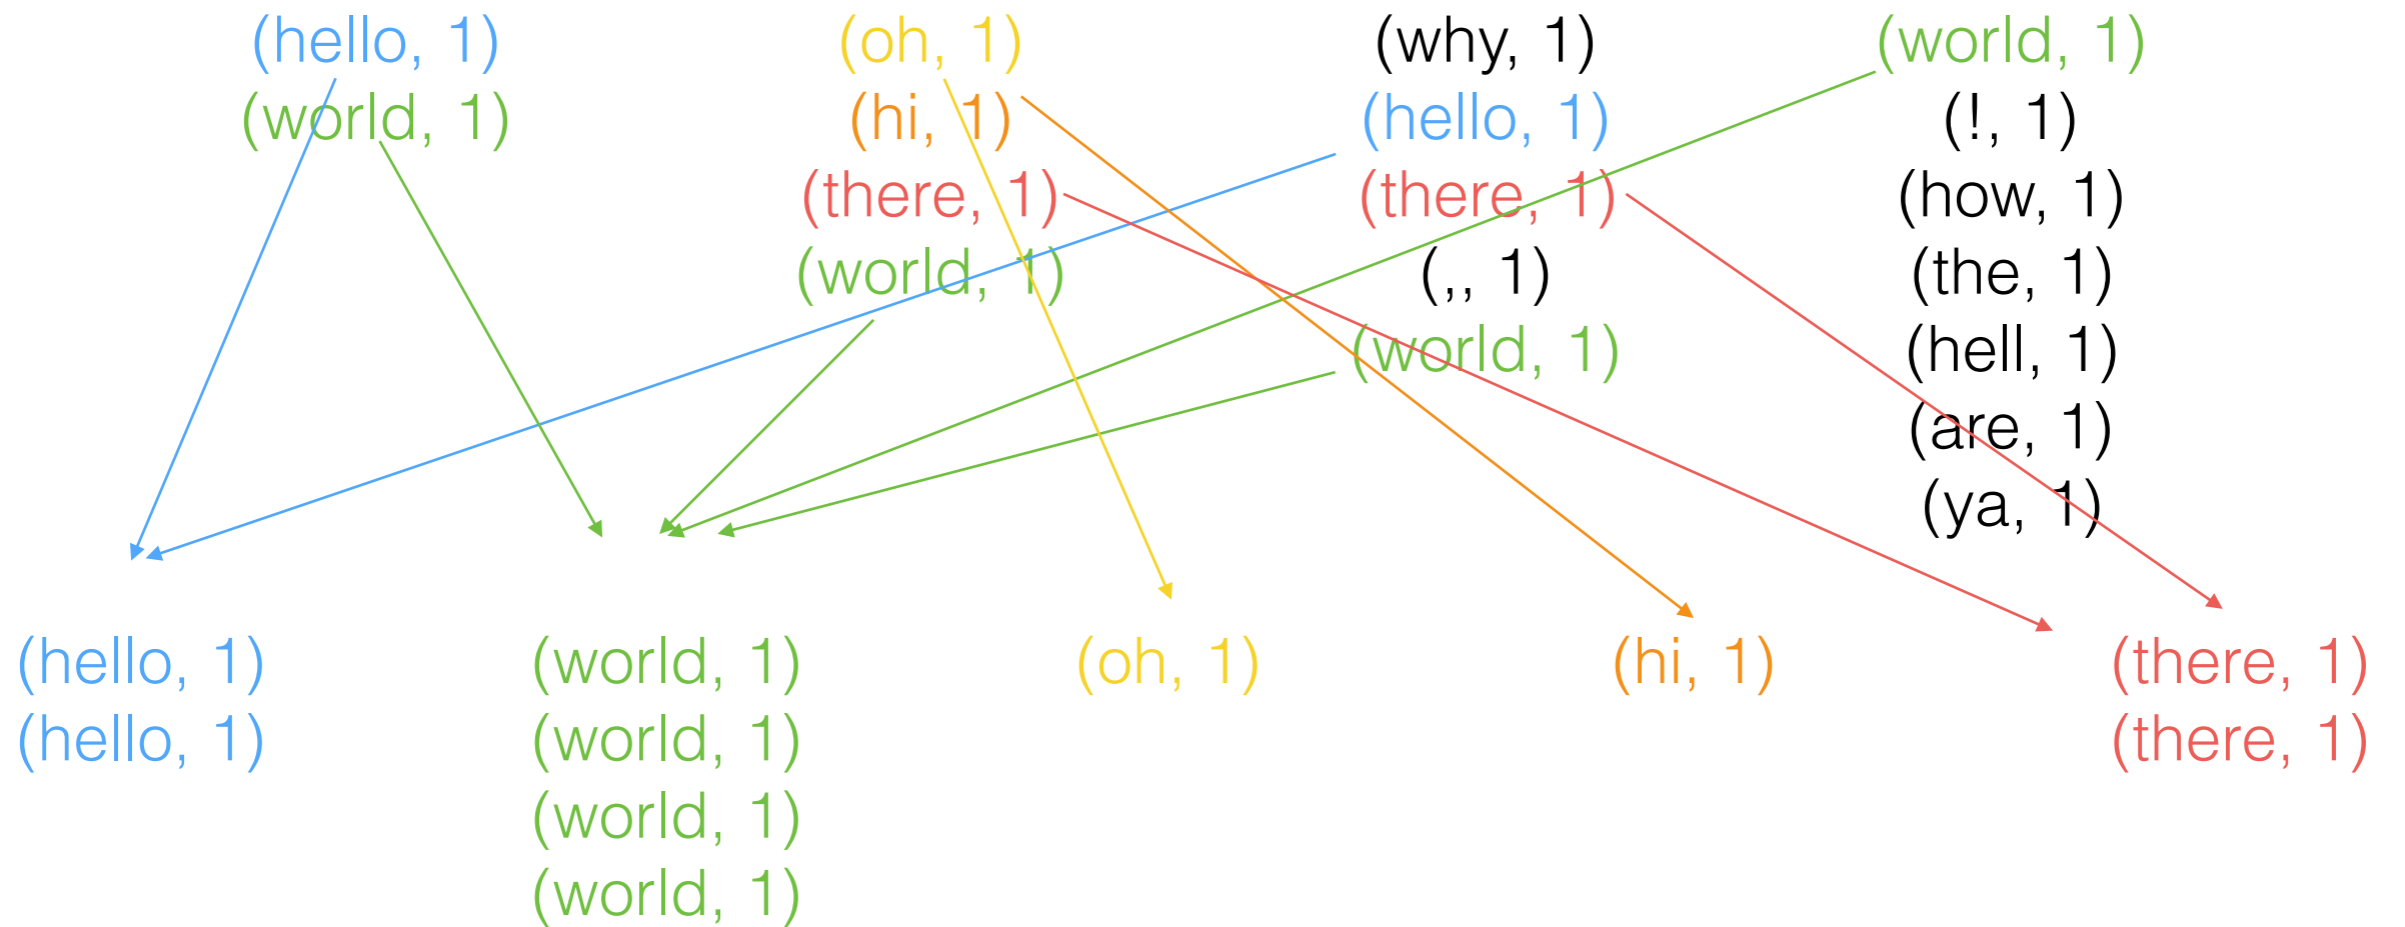 (hello, 1)
(world, 1)
(oh, 1)
(hi, 1)
(there, 1)
(world, 1)
(why, 1)
(hello, 1)
(there, 1)
(,, 1)
(world, 1)
(world, 1)
(!, 1)
(how, 1)
(the, 1)
(hell, 1)
(are, 1)
(ya, 1)
(hello, 1)
(hello, 1)
(world, 1)
(world, 1)
(world, 1)
(world, 1)
(oh, 1)
(hi, 1)
(there, 1)
(there, 1)